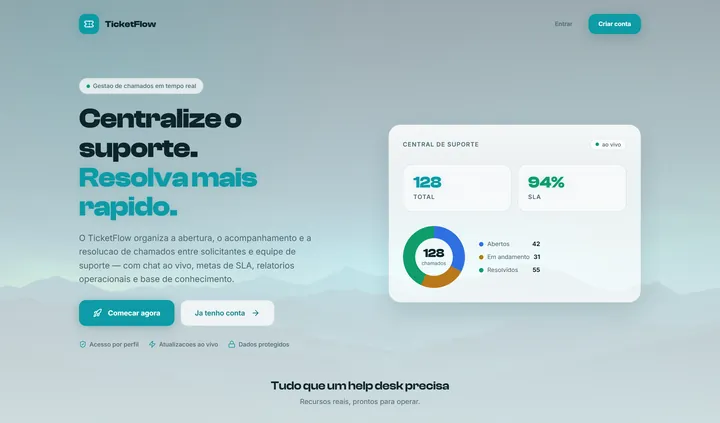 TicketFlow
Entrar
Criar conta
Gestao de chamados em tempo real
Centralize o
suporte.
Resolva mais
rapido.
O TicketFlow organiza a abertura, o acompanhamento e a
resolucao de chamados entre solicitantes e equipe de
suporte — com chat ao vivo, metas de SLA, relatorios
operacionais e base de conhecimento.
Comecar agora
Ja tenho conta
Acesso por perfil
Atualizacoes ao vivo
Dados protegidos
CENTRAL DE SUPORTE
ao vivo
128
TOTAL
94%
SLA
128
chamados
Abertos 42
Em andamento 31
Resolvidos 55
Tudo que um help desk precisa
Recursos reais, prontos para operar.